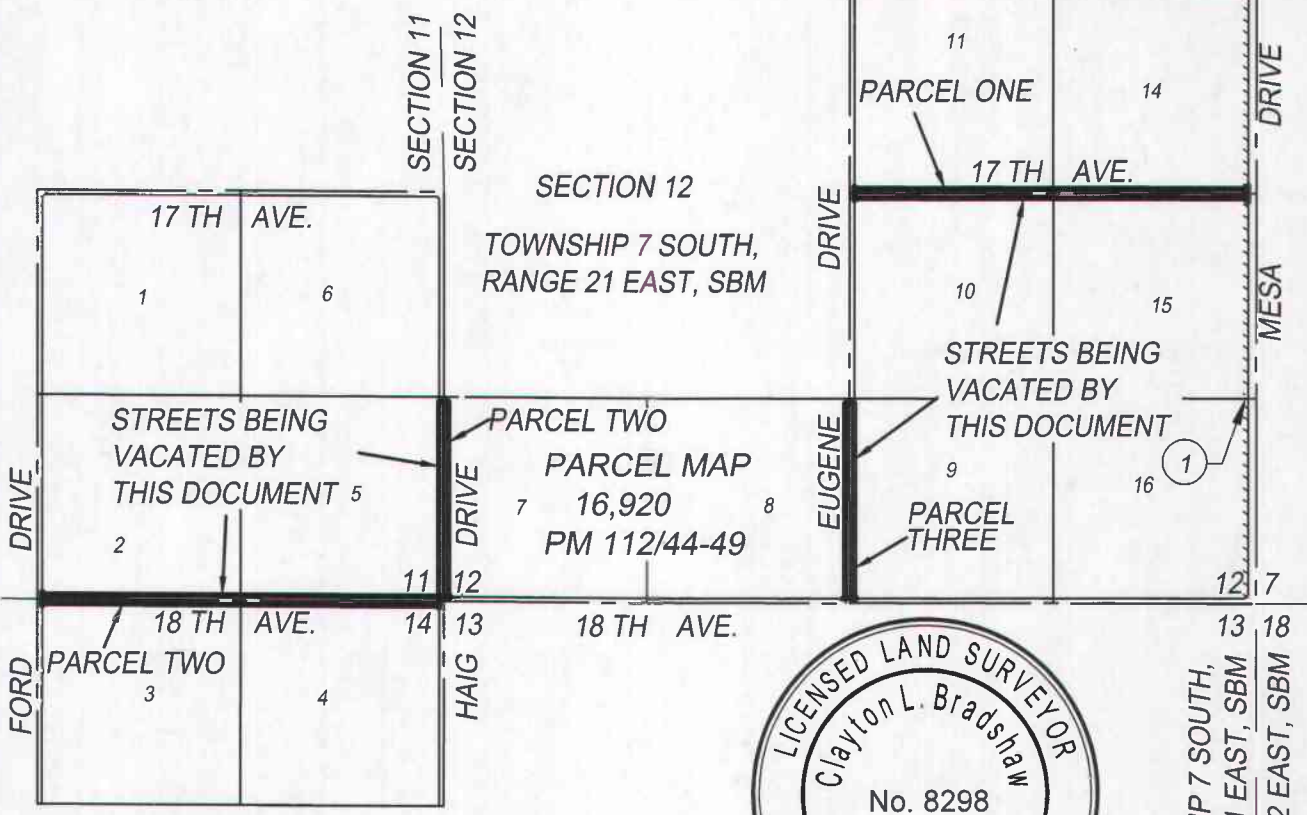 SECTION 11
SECTION 12
11
PARCEL ONE
14
DRIVE
17 TH AVE.
SECTION 12
TOWNSHIP 7 SOUTH,
RANGE 21 EAST, SBM
DRIVE
17 TH AVE.
1
6
10
15
MESA
STREETS BEING
VACATED BY
THIS DOCUMENT
STREETS BEING
VACATED BY
THIS DOCUMENT
5
2
DRIVE
PARCEL TWO
PARCEL MAP
16,920
PM 112/44-49
7
8
DRIVE
EUGENE
9
16
1
PARCEL
THREE
11
12
12
7
18 TH AVE.
14
13
18 TH AVE.
13
18
PARCEL TWO
FORD
3
4
HAIG
LICENSED LAND SURVEYOR
Clayton L. Bradshaw
No. 8298
7 SOUTH,
EAST, SBM
EAST, SBM